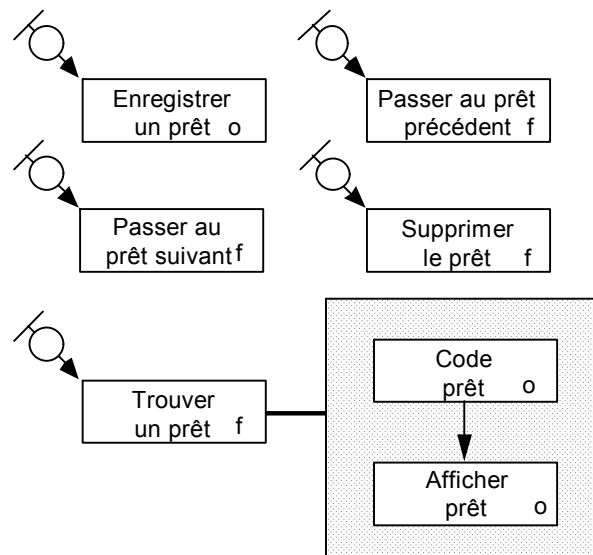 Enregistrer
un prêt o
Passer au prêt
précédent f
Passer au
prêt suivant f
Supprimer
le prêt f
Trouver
un prêt f
Code
prêt o
Afficher
prêt o